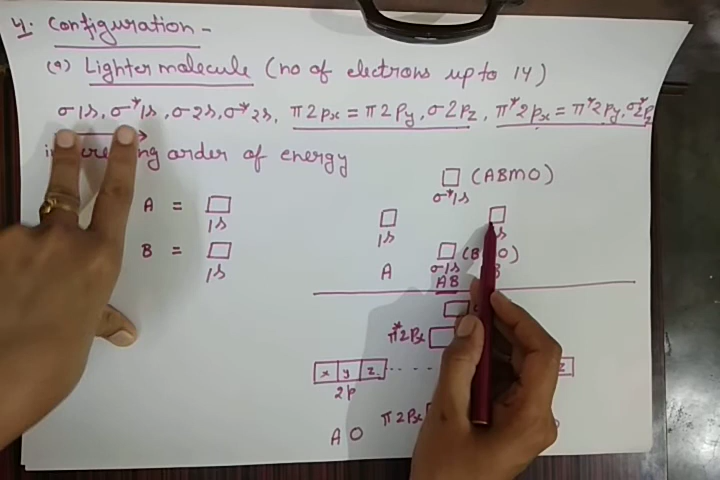 4. Configuration -
(a) Lighter molecule (no of electrons up to 14)
σ1s, σ*1s, σ2s, σ*2s, π2px = π2py, σ2pz, π*2px = π*2py, σ*2pz
order of energy
(ABMO)
σ*1s
A = 1s
1s
B = 1s
σ1s
A
AB
π*2px
x y z
2p
π2px
AO